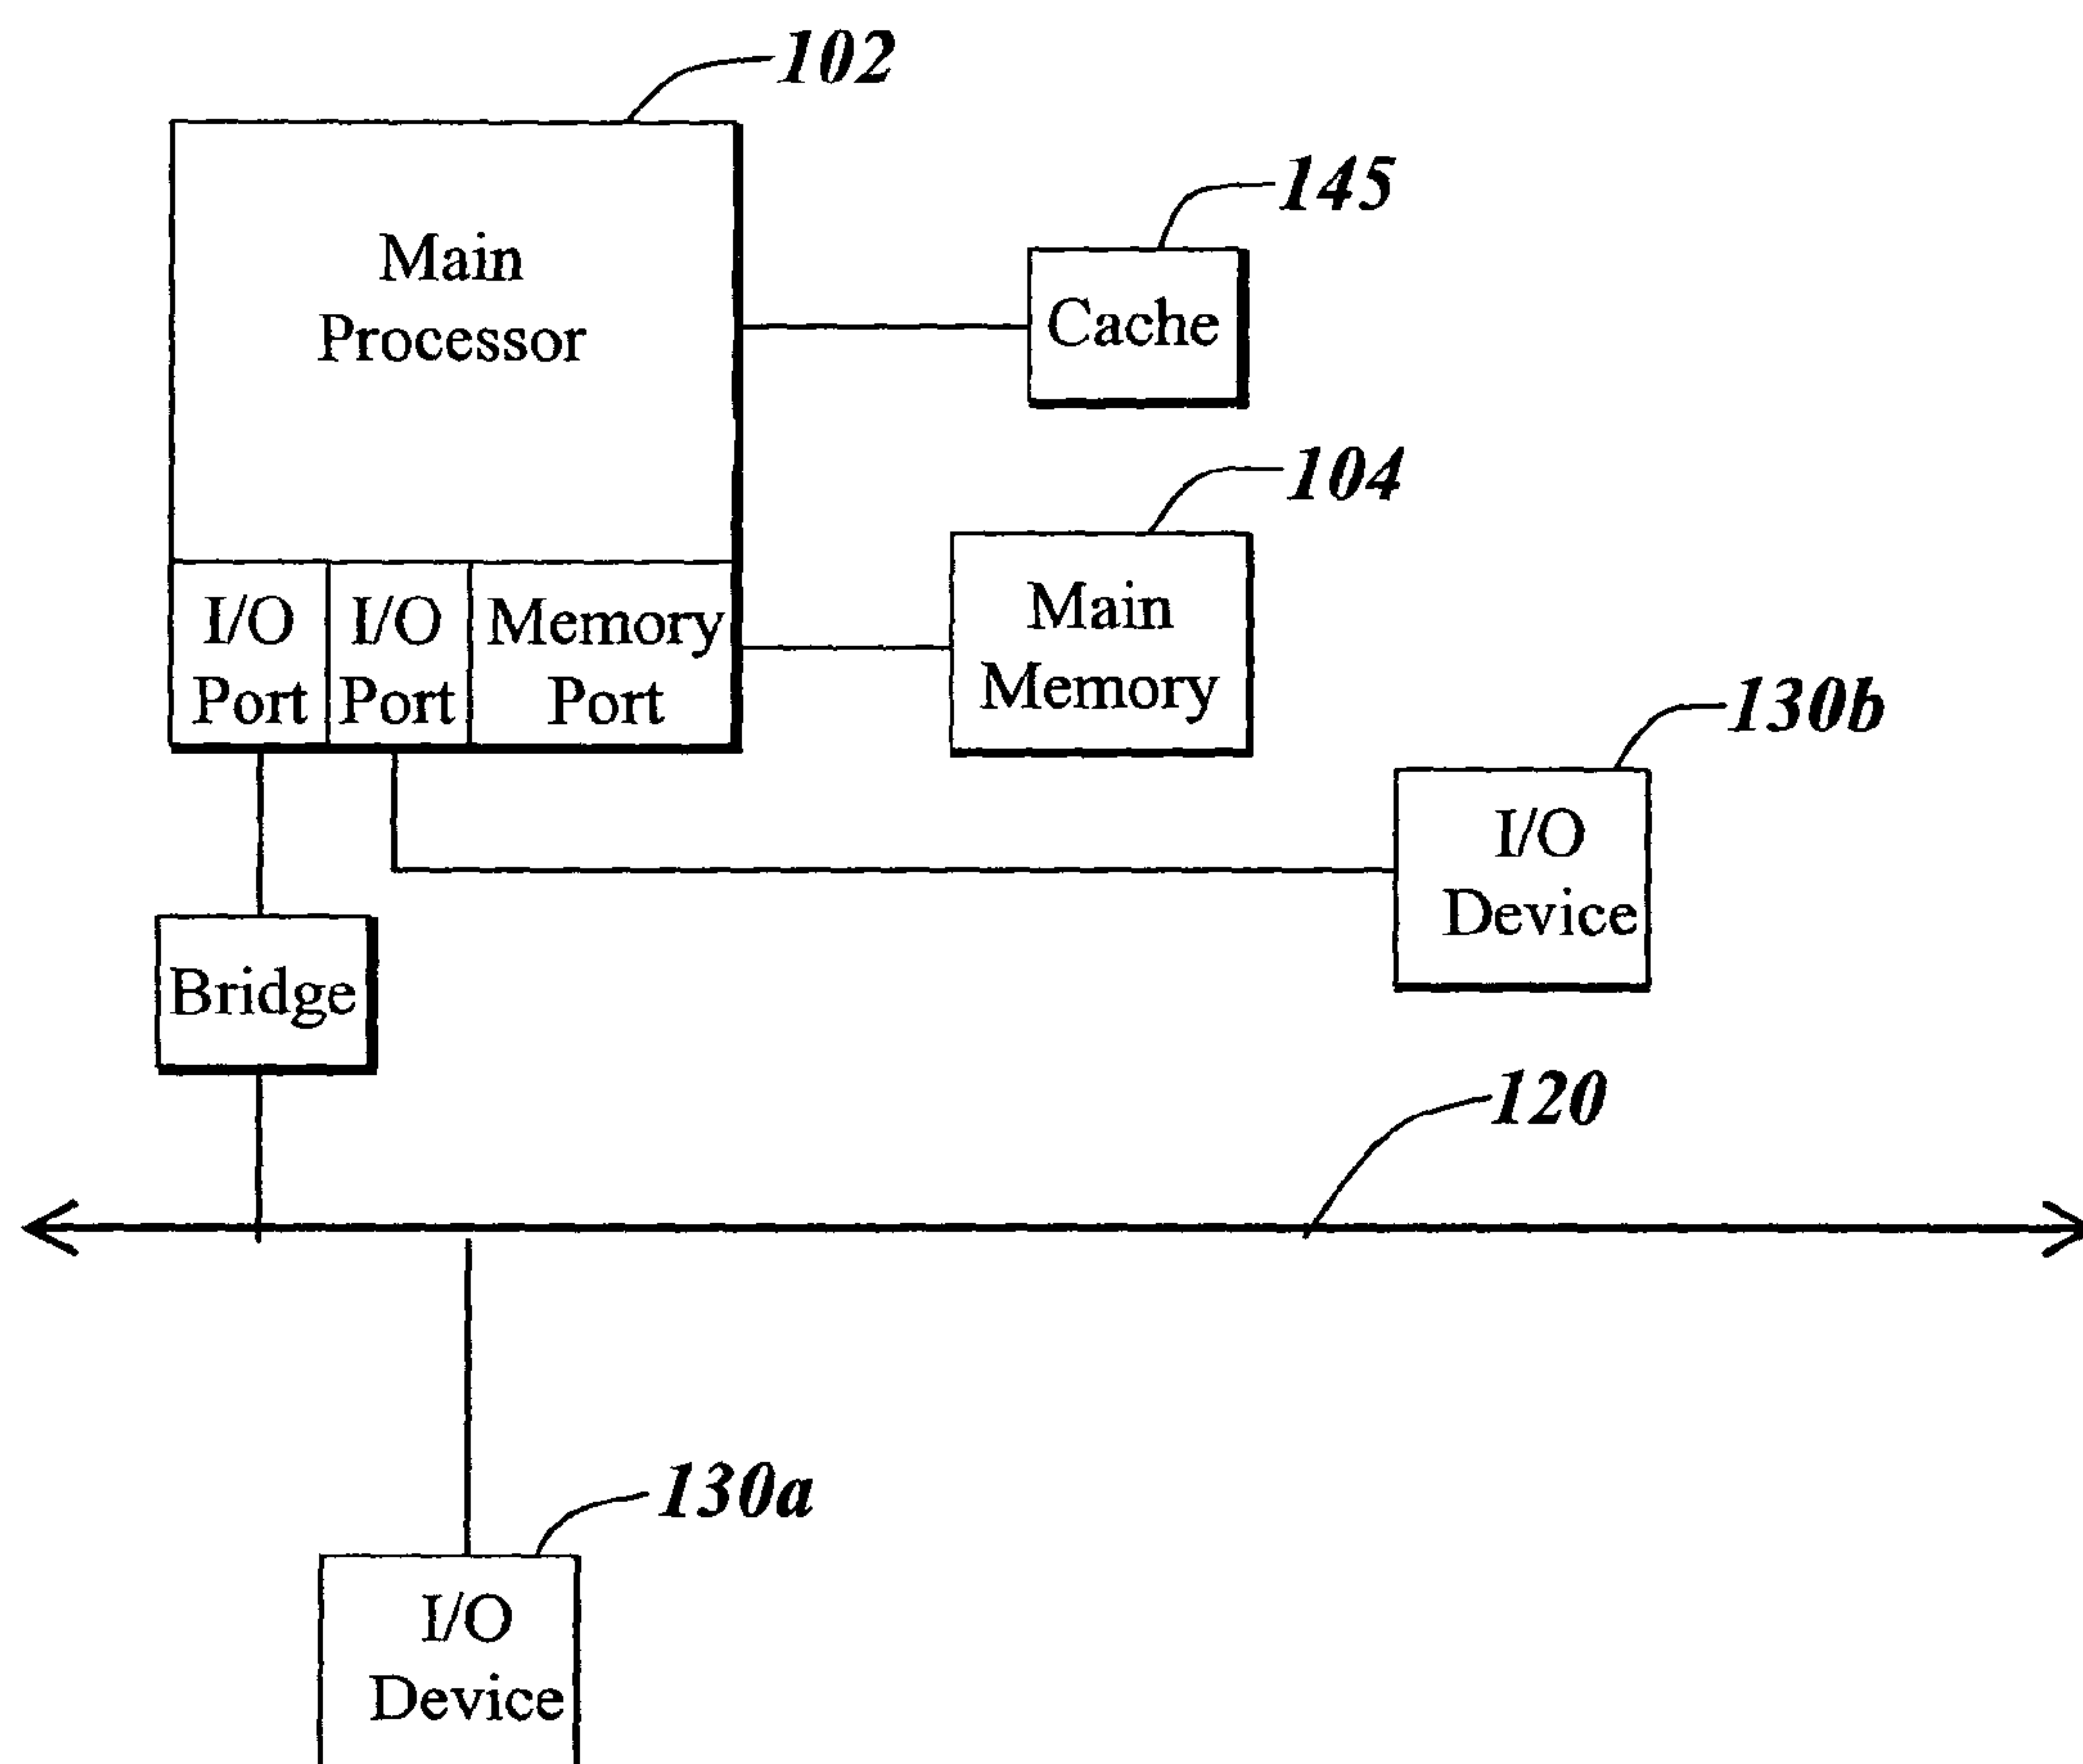 102
Main
Processor
145
Cache
104
Main
Memory
I/O
Port
I/O
Port
Memory
Port
130b
I/O
Device
Bridge
120
130a
I/O
Device